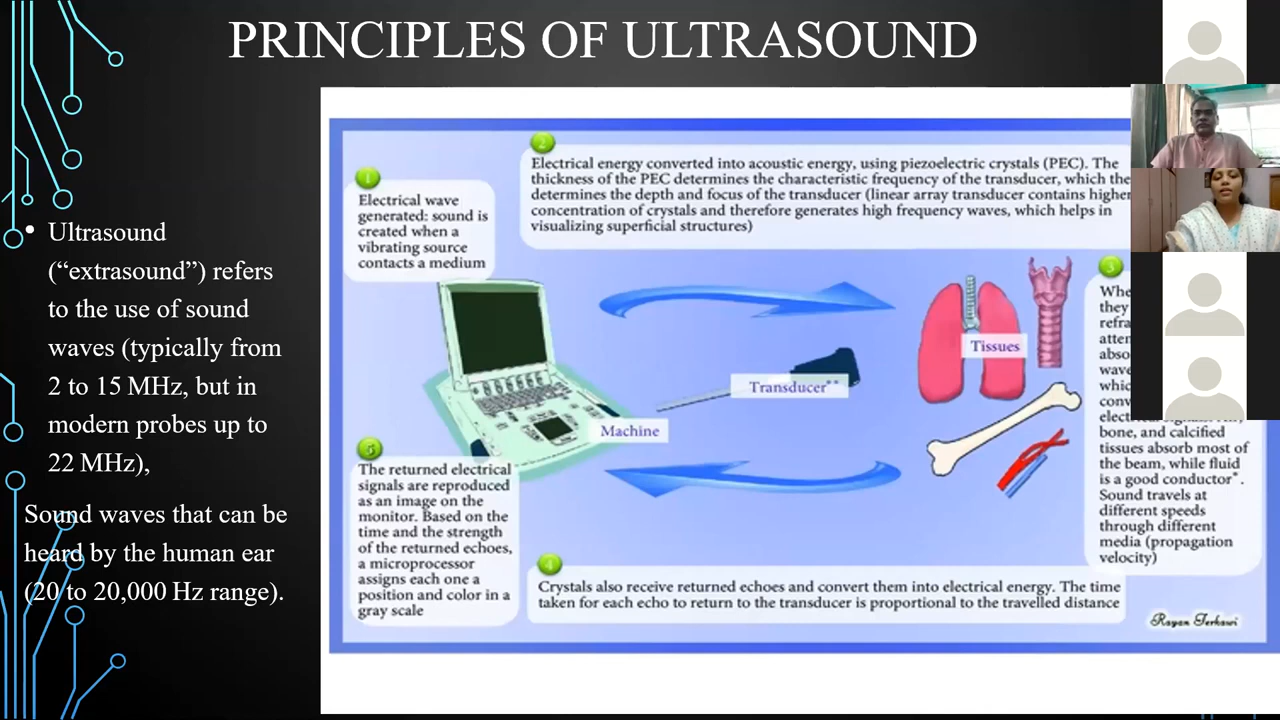 PRINCIPLES OF ULTRASOUND
• Ultrasound
(“extrasound”) refers
to the use of sound
waves (typically from
2 to 15 MHz, but in
modern probes up to
22 MHz),
Sound waves that can be
heard by the human ear
(20 to 20,000 Hz range).
1
Electrical wave
generated: sound is
created when a
vibrating source
contacts a medium
2
Electrical energy converted into acoustic energy, using piezoelectric crystals (PEC). The
thickness of the PEC determines the characteristic frequency of the transducer, which
determines the depth and focus of the transducer (linear array transducer contains higher
concentration of crystals and therefore generates high frequency waves, which helps in
visualizing superficial structures)
Machine
Transducer**
Tissues
3
they
bone, and calcified
tissues absorb most of
the beam, while fluid
is a good conductor*.
Sound travels at
different speeds
through different
media (propagation
velocity)
4
Crystals also receive returned echoes and convert them into electrical energy. The time
taken for each echo to return to the transducer is proportional to the travelled distance
5
The returned electrical
signals are reproduced
as an image on the
monitor. Based on the
time and the strength
of the returned echoes,
a microprocessor
assigns each one a
position and color in a
gray scale
Rayan Terkawi